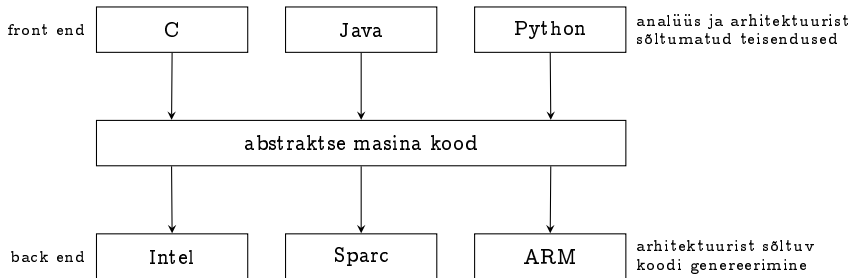 front end
C
Java
Python
analüüs ja arhitektuurist
sõltumatud teisendused
abstraktse masina kood
back end
Intel
Sparc
ARM
arhitektuurist sõltuv
koodi genereerimine